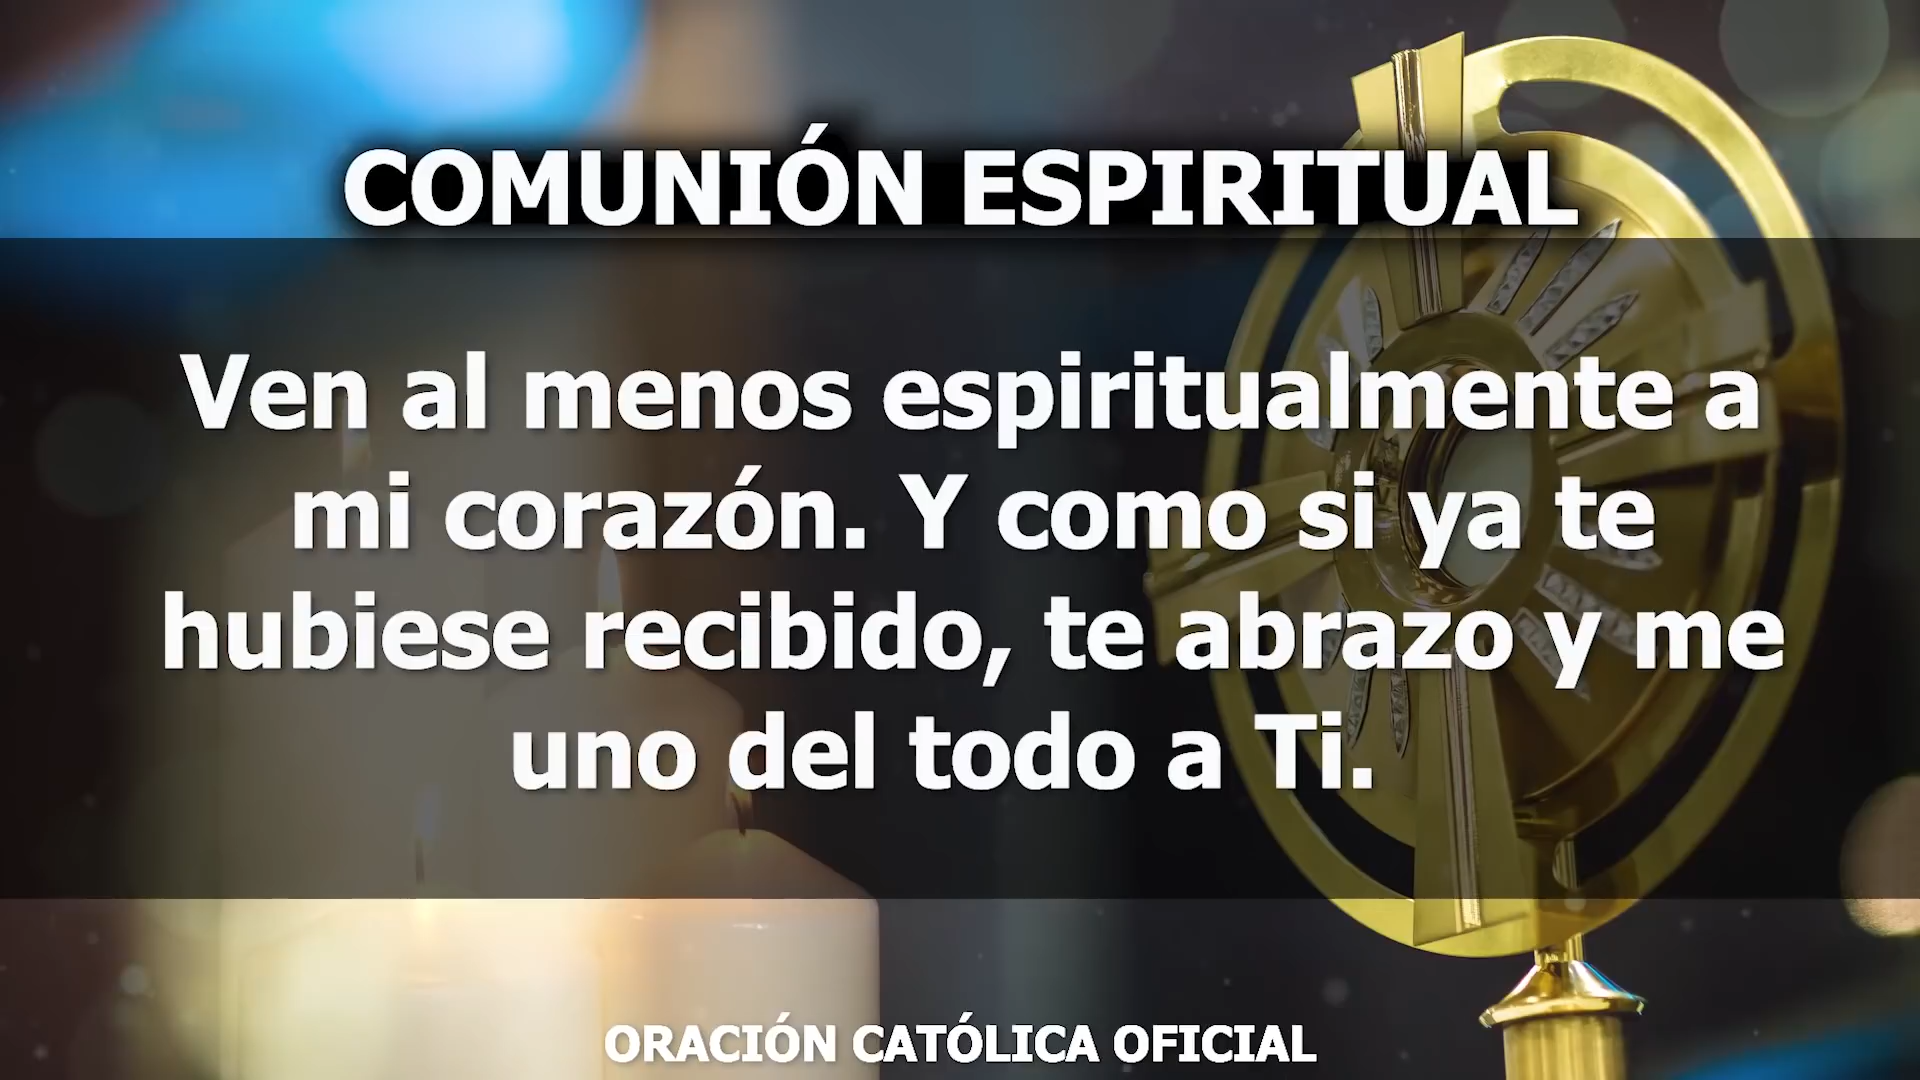 COMUNIÓN ESPIRITUAL
Ven al menos espiritualmente a
mi corazón. Y como si ya te
hubiese recibido, te abrazo y me
uno del todo a Ti.
ORACIÓN CATÓLICA OFICIAL